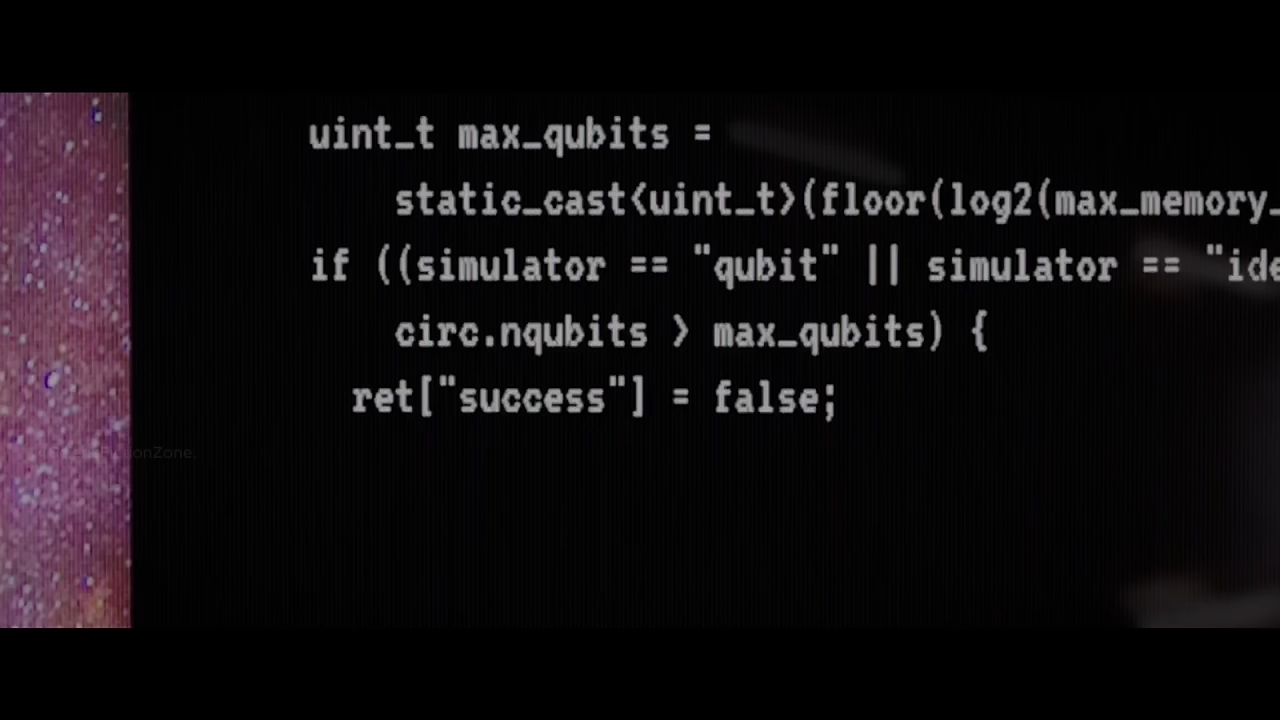 uint_t max_qubits =
static_cast<uint_t>(floor(log2(max_memory_
if ((simulator == "qubit" || simulator == "ide
circ.nqubits > max_qubits) {
ret["success"] = false;